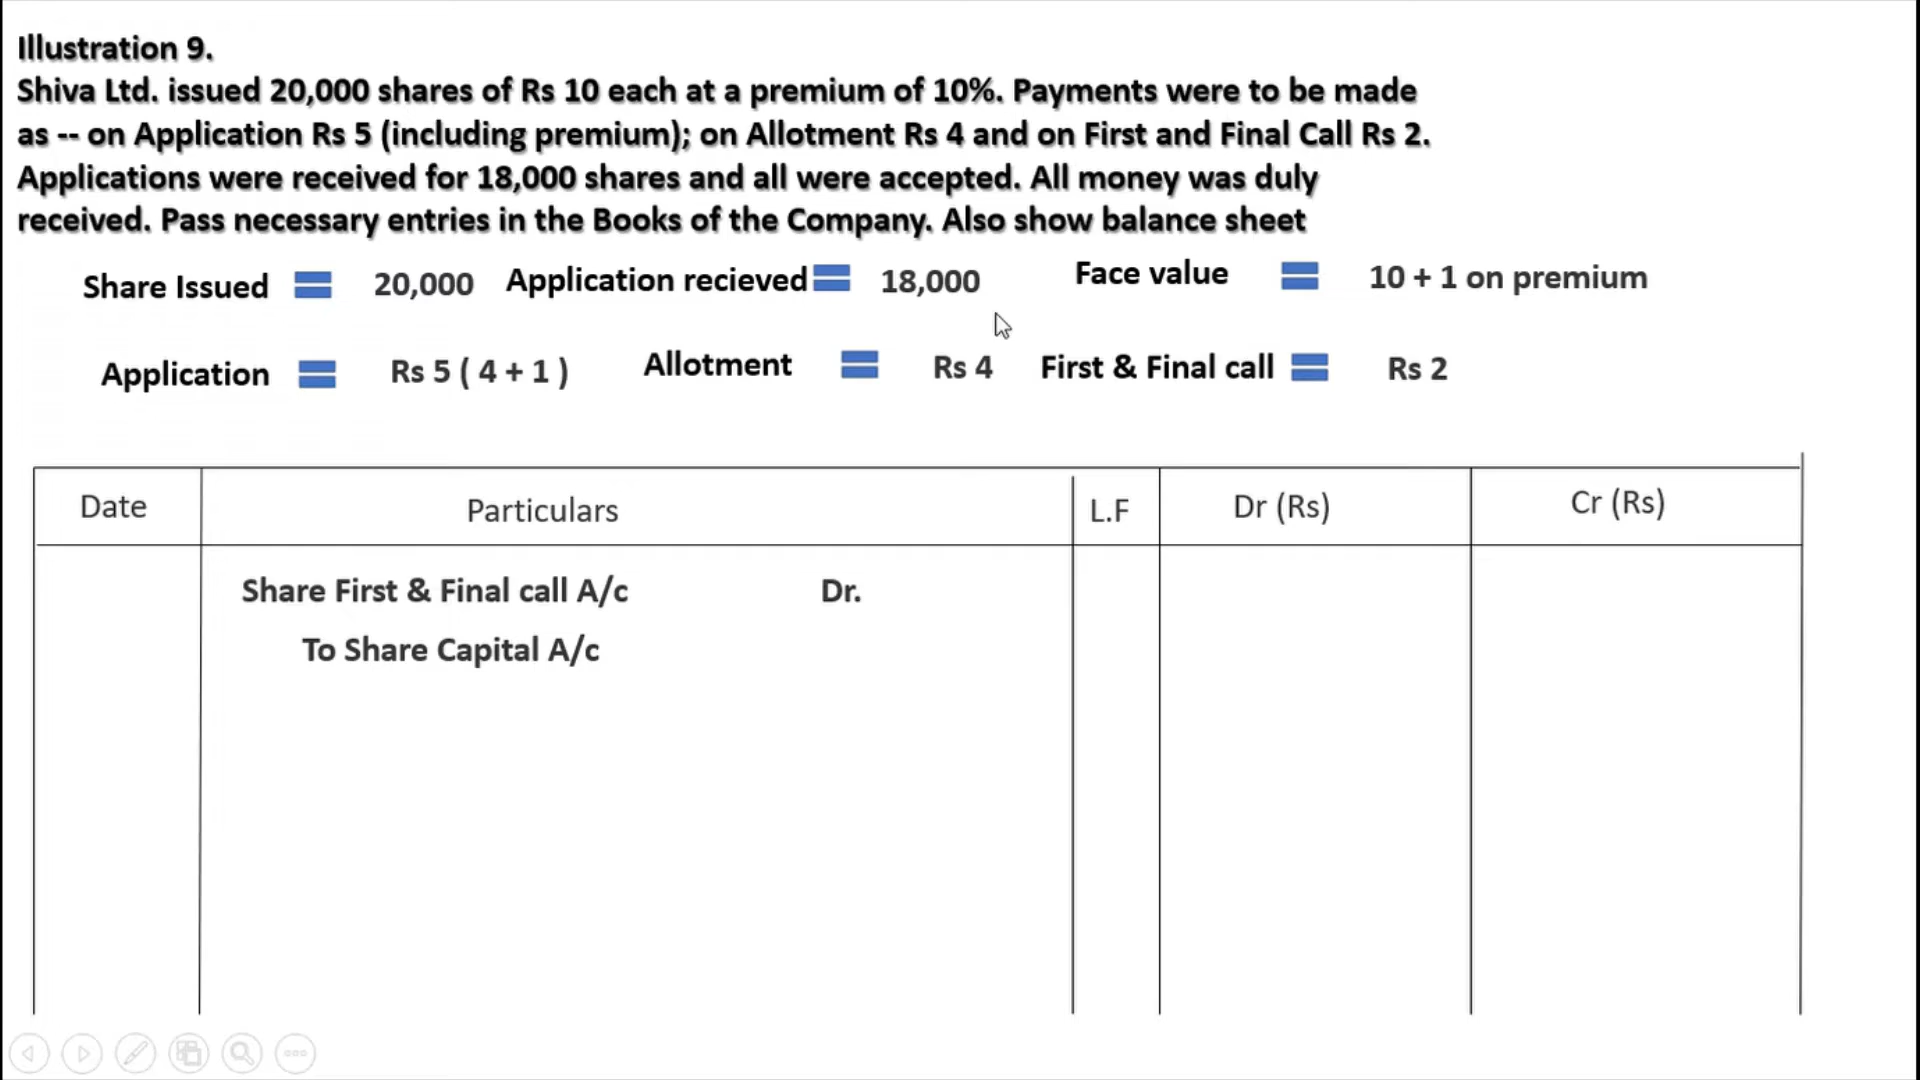 Illustration 9.
Shiva Ltd. issued 20,000 shares of Rs 10 each at a premium of 10%. Payments were to be made
as -- on Application Rs 5 (including premium); on Allotment Rs 4 and on First and Final Call Rs 2.
Applications were received for 18,000 shares and all were accepted. All money was duly
received. Pass necessary entries in the Books of the Company. Also show balance sheet
Share Issued = 20,000 Application recieved = 18,000 Face value = 10 + 1 on premium
Application = Rs 5 ( 4 + 1 ) Allotment = Rs 4 First & Final call = Rs 2
Date Particulars L.F Dr (Rs) Cr (Rs)
Share First & Final call A/c Dr.
To Share Capital A/c